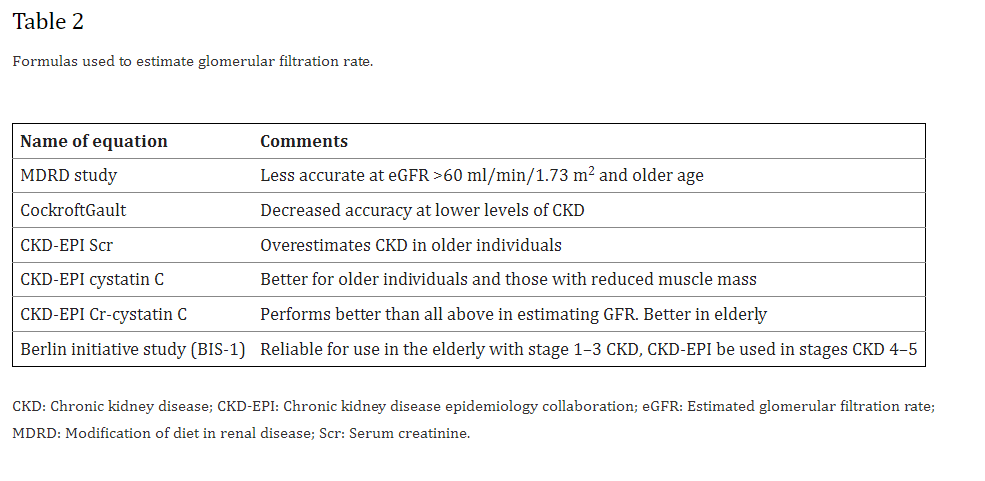 Table 2
Formulas used to estimate glomerular filtration rate.
Name of equation Comments
MDRD study Less accurate at eGFR >60 ml/min/1.73 m² and older age
CockroftGault Decreased accuracy at lower levels of CKD
CKD-EPI Scr Overestimates CKD in older individuals
CKD-EPI cystatin C Better for older individuals and those with reduced muscle mass
CKD-EPI Cr-cystatin C Performs better than all above in estimating GFR. Better in elderly
Berlin initiative study (BIS-1) Reliable for use in the elderly with stage 1–3 CKD, CKD-EPI be used in stages CKD 4–5
CKD: Chronic kidney disease; CKD-EPI: Chronic kidney disease epidemiology collaboration; eGFR: Estimated glomerular filtration rate;
MDRD: Modification of diet in renal disease; Scr: Serum creatinine.